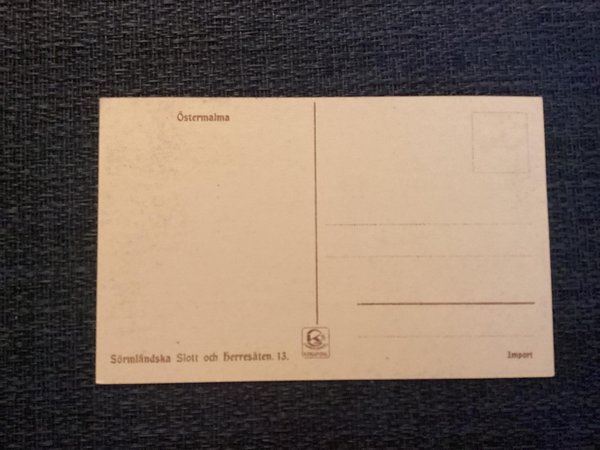 Östermalma
Sörmländska Slott och Herresäten. 13.
Import